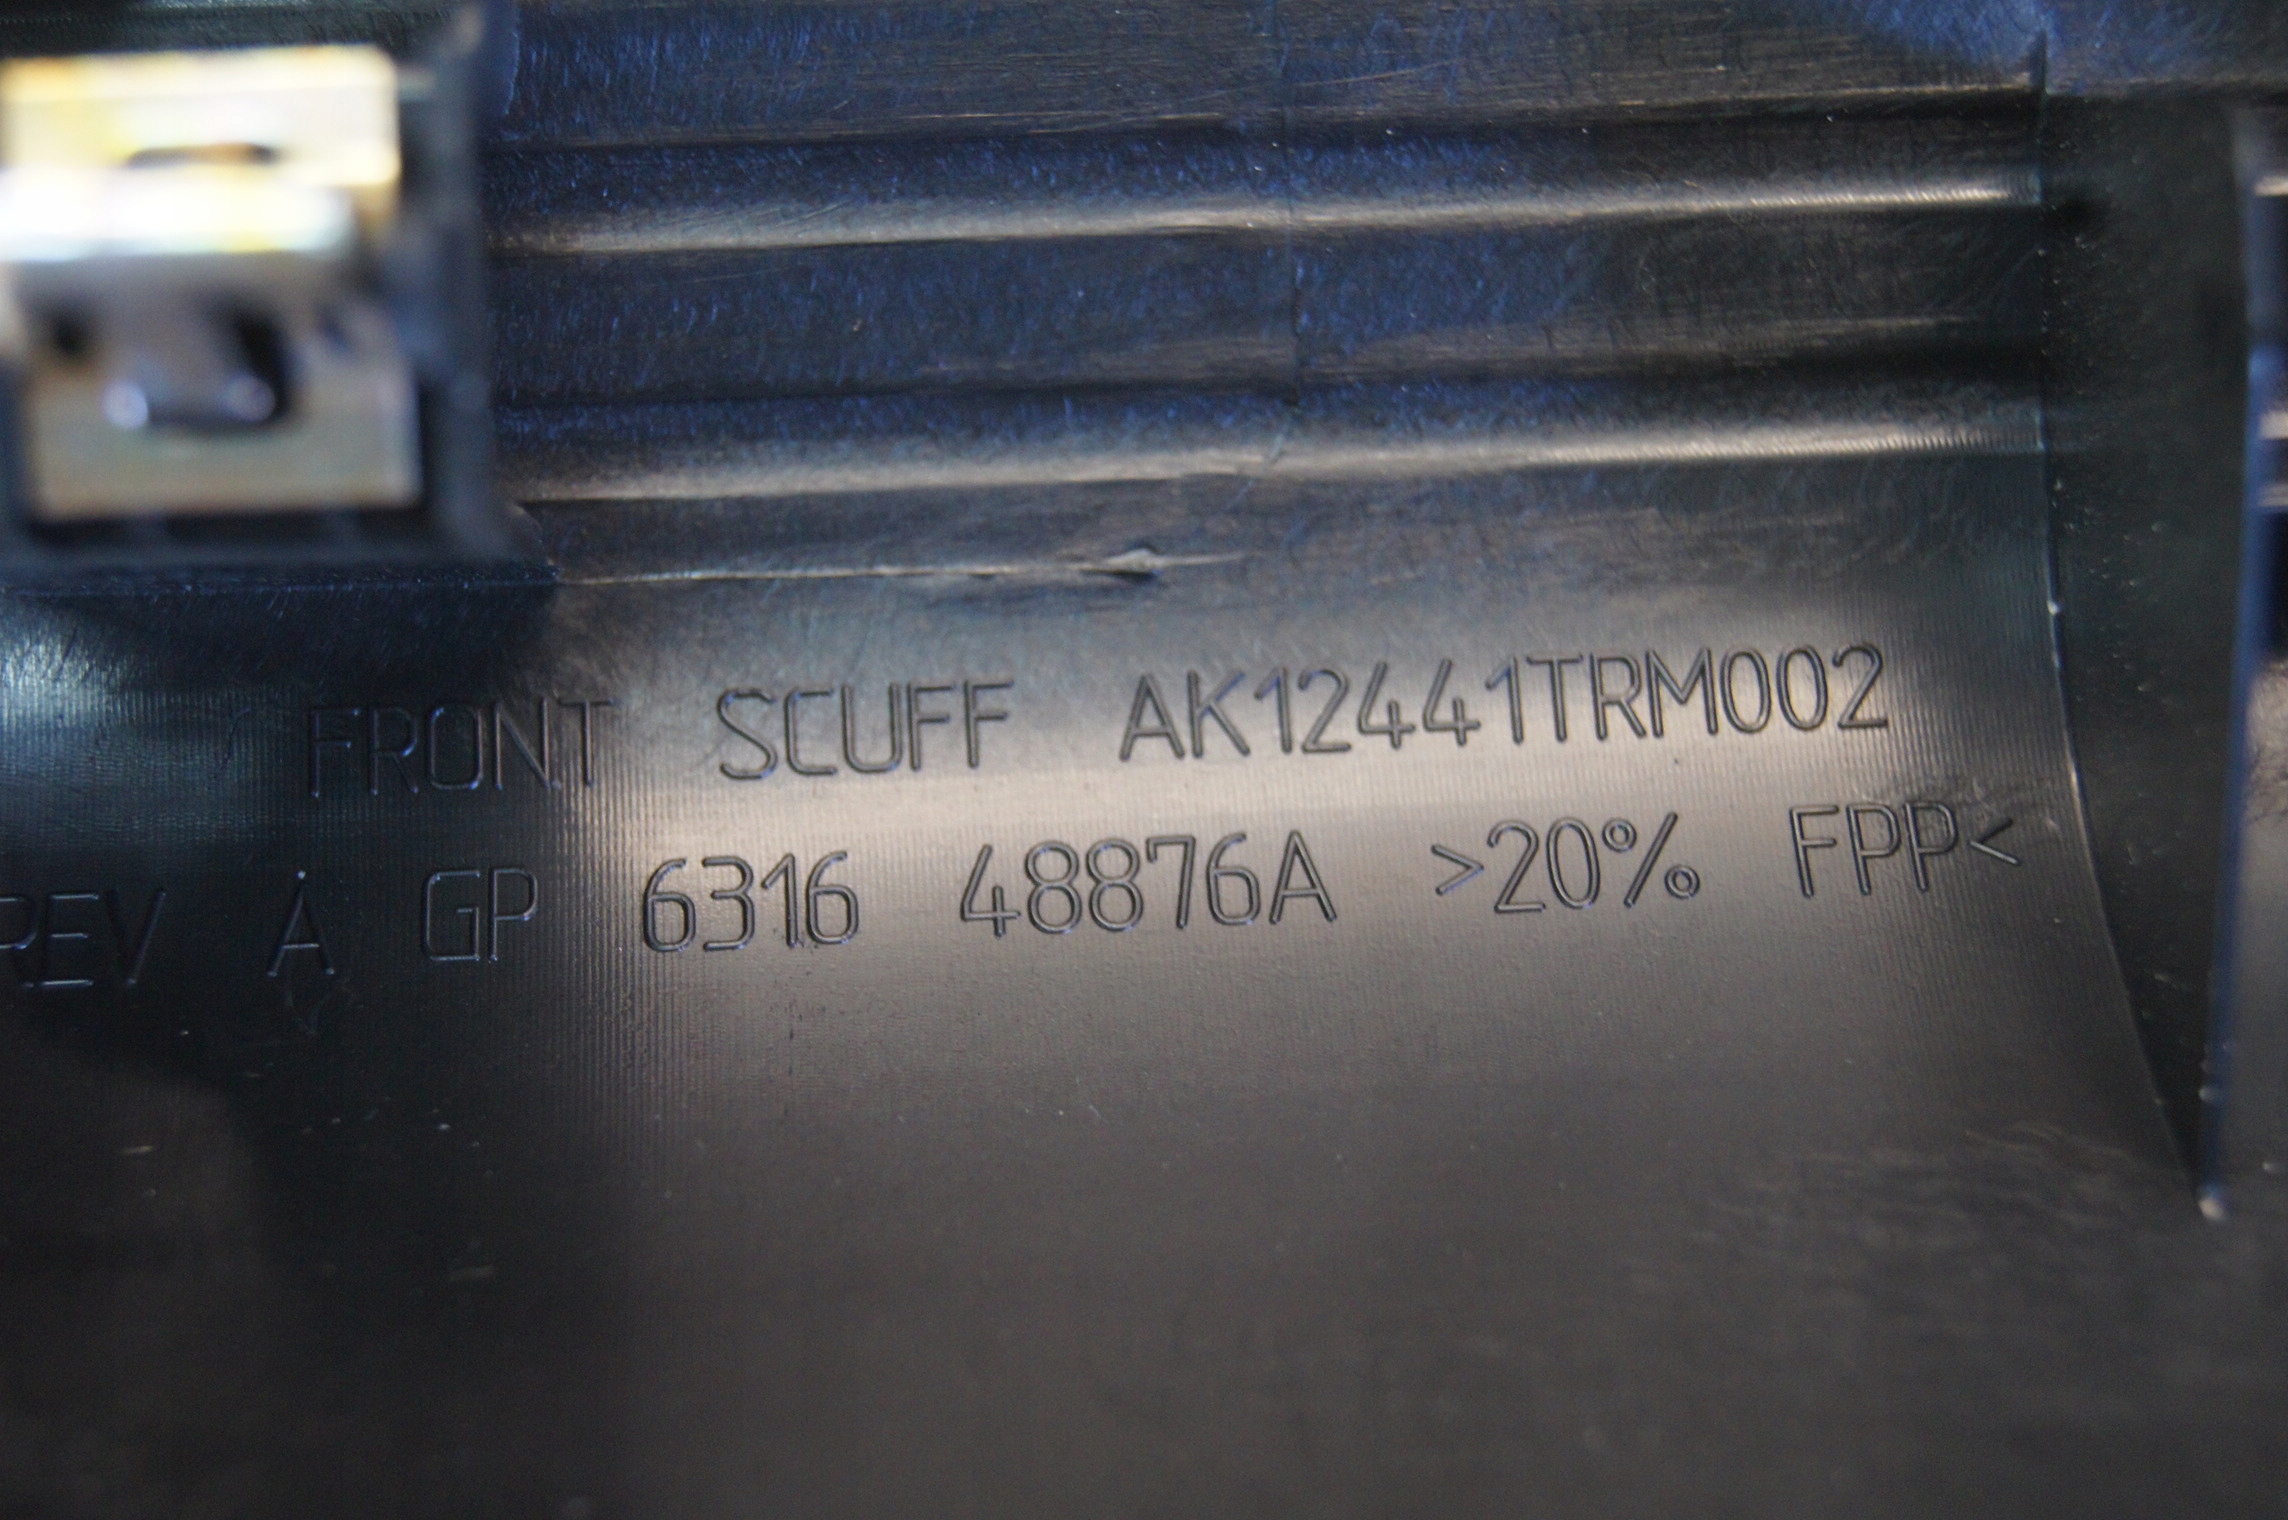 FRONT SCUFF AK12441TRM002
REV A GP 6316 48876A >20% FPP<